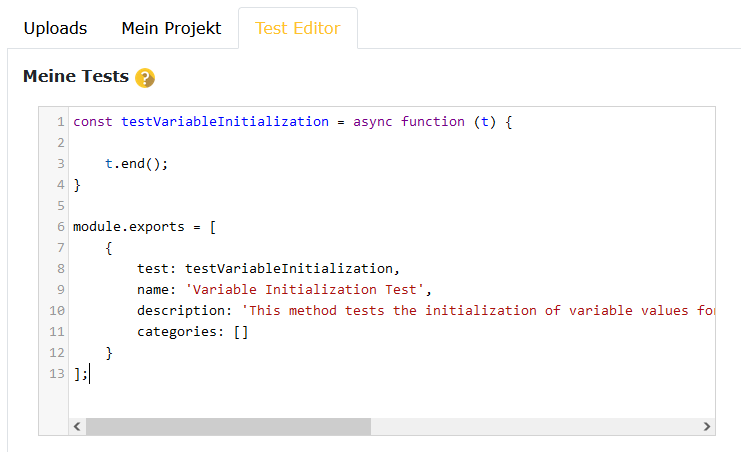 Uploads Mein Projekt Test Editor
Meine Tests ?
1 const testVariableInitialization = async function (t) {
2
3     t.end();
4 }
5
6 module.exports = [
7     {
8         test: testVariableInitialization,
9         name: 'Variable Initialization Test',
10         description: 'This method tests the initialization of variable values for
11         categories: []
12     }
13 ];